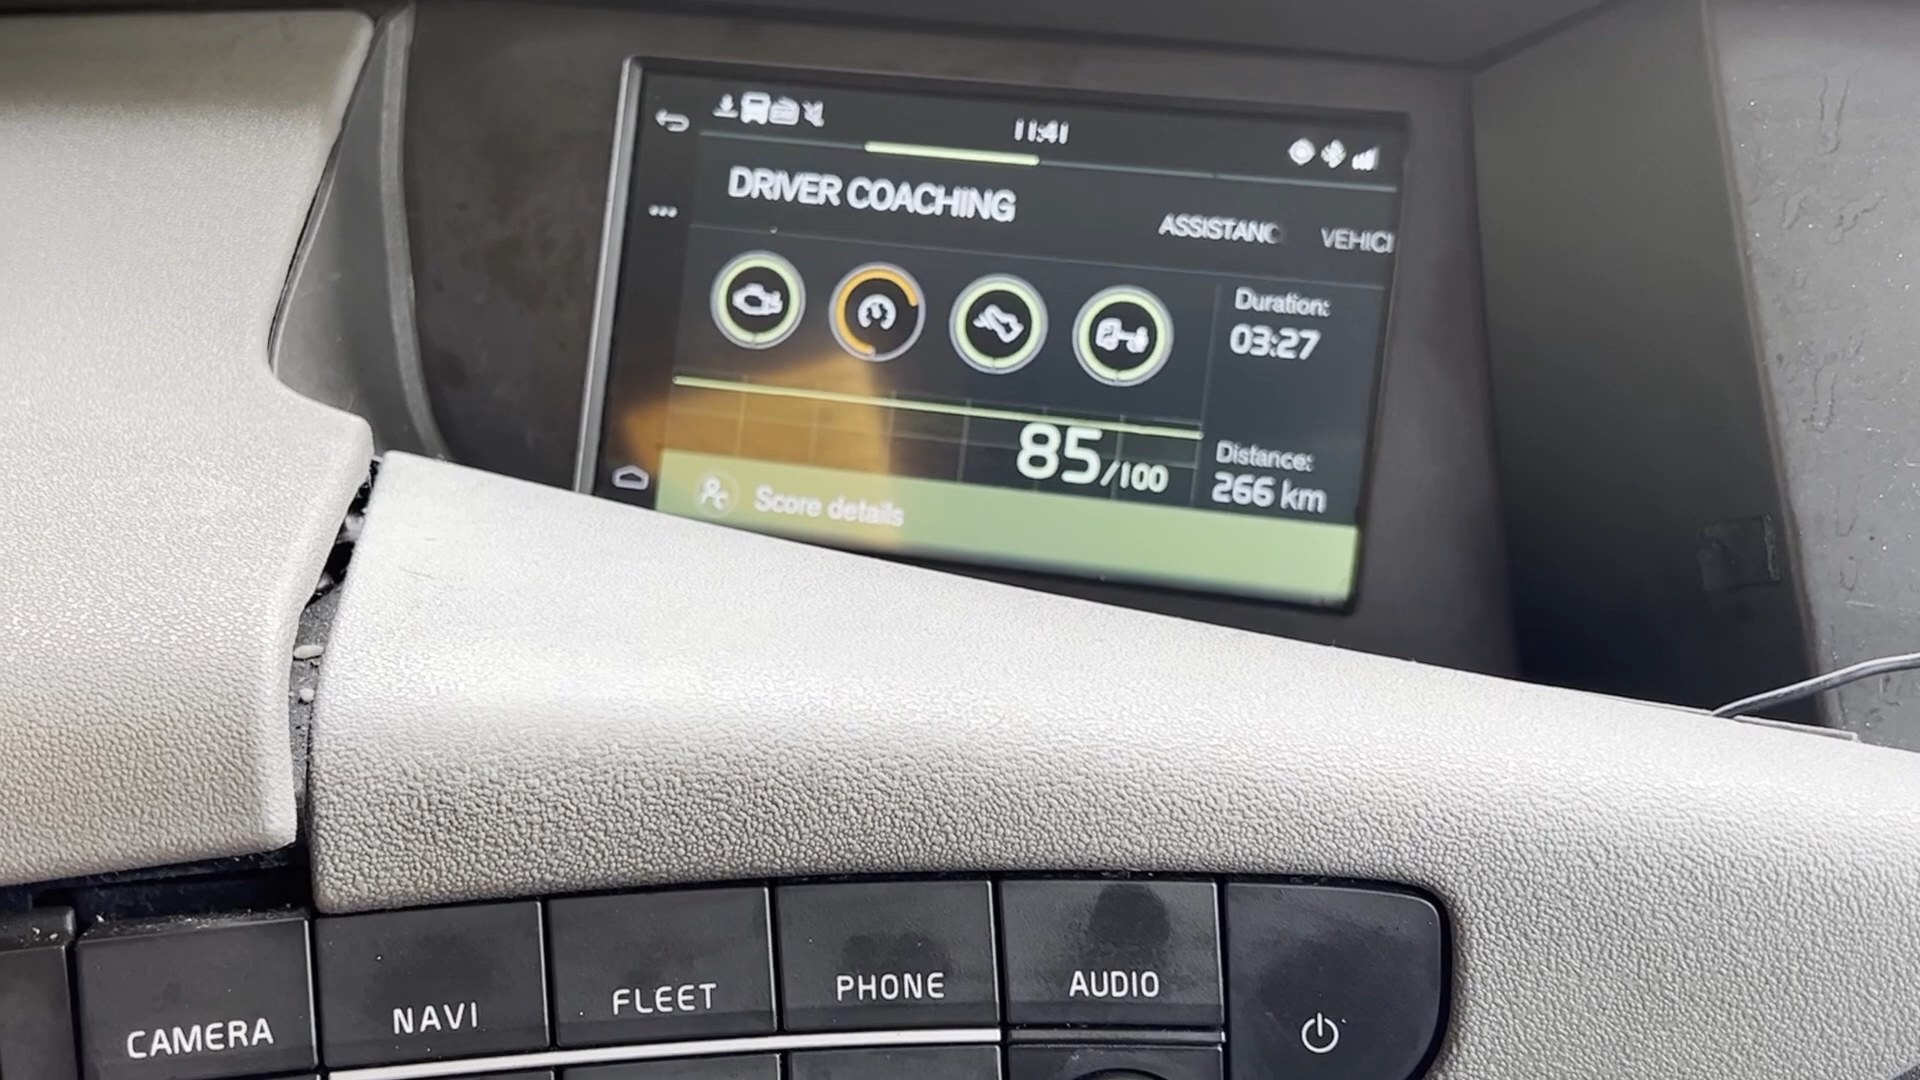 11:41
DRIVER COACHING
ASSISTANC
VEHICI
Duration:
03:27
85/100
Distance:
266 km
Score details
CAMERA
NAVI
FLEET
PHONE
AUDIO